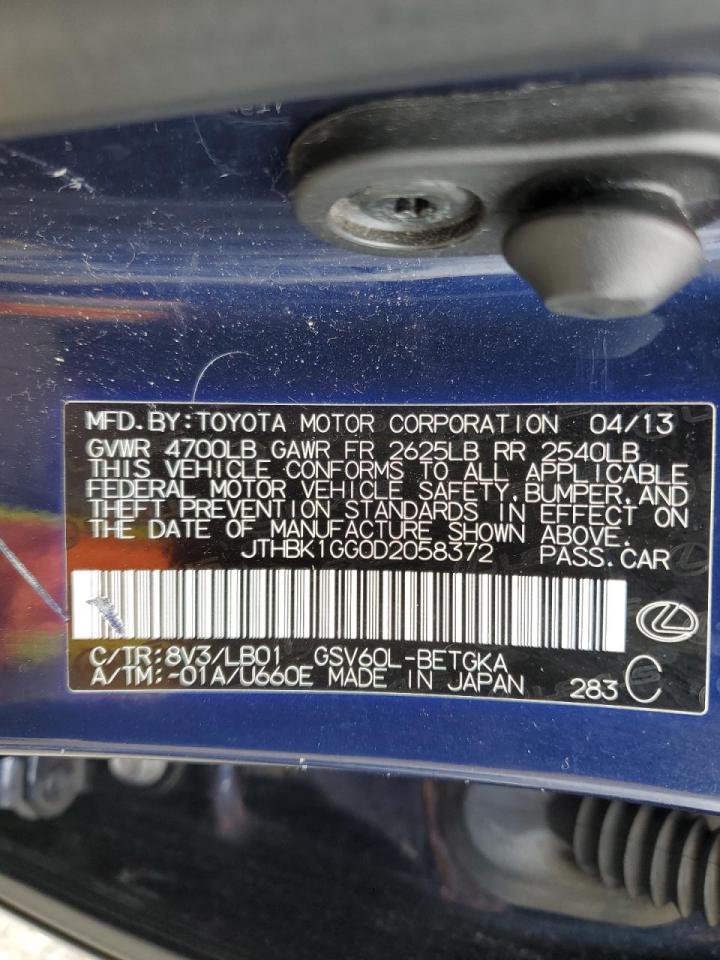 MFD.BY:TOYOTA MOTOR CORPORATION 04/13
GVWR 4700LB GAWR FR 2625LB RR 2540LB
THIS VEHICLE CONFORMS TO ALL APPLICABLE
FEDERAL MOTOR VEHICLE SAFETY,BUMPER,AND
THEFT PREVENTION STANDARDS IN EFFECT ON
THE DATE OF MANUFACTURE SHOWN ABOVE.
JTHBK1GG0D2058372 PASS.CAR
C/TR:8V3/LB01 GSV60L-BETGKA
A/TM:-01A/U660E MADE IN JAPAN 283 C